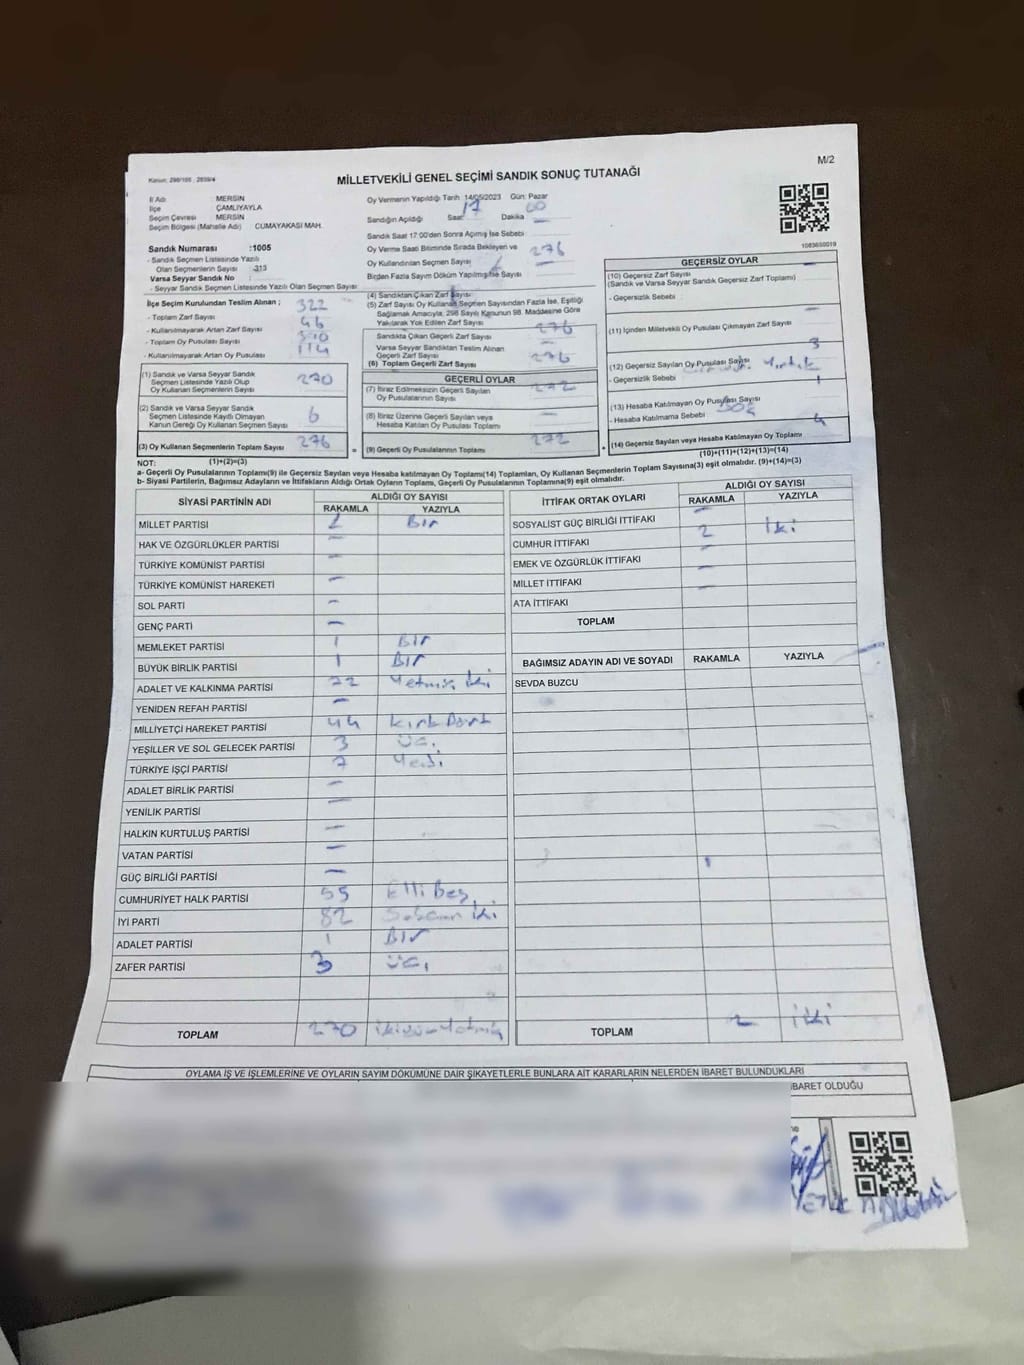 Kanun: 298/105 , 2839/4
MİLLETVEKİLİ GENEL SEÇİMİ SANDIK SONUÇ TUTANAĞI
M/2
İl Adı MERSİN
İlçe ÇAMLIYAYLA
Seçim Çevresi MERSİN
Seçim Bölgesi (Mahalle Adı) CUMAYAKASI MAH.
Sandık Numarası :1005
- Sandık Seçmen Listesinde Yazılı
Olan Seçmenlerin Sayısı :313
Varsa Seyyar Sandık No :
- Seyyar Sandık Seçmen Listesinde Yazılı Olan Seçmen Sayısı
İlçe Seçim Kurulundan Teslim Alınan ;
- Toplam Zarf Sayısı 322
- Kullanılmayarak Artan Zarf Sayısı 46
- Toplam Oy Pusulası Sayısı
- Kullanılmayarak Artan Oy Pusulası 114
(1) Sandık ve Varsa Seyyar Sandık
Seçmen Listesinde Yazılı Olup
Oy Kullanan Seçmenlerin Sayısı 270
(2) Sandık ve Varsa Seyyar Sandık
Seçmen Listesinde Kayıtlı Olmayan
Kanun Gereği Oy Kullanan Seçmen Sayısı 6
(3) Oy Kullanan Seçmenlerin Toplam Sayısı 276
(1)+(2)=(3)
Oy Vermenin Yapıldığı Tarih 14/05/2023 Gün: Pazar
Sandığın Açıldığı Saat 17 Dakika 00
Sandık Saat 17:00'den Sonra Açılmış İse Sebebi —
Oy Verme Saati Bitiminde Sırada Bekleyen ve
Oy Kullandırılan Seçmen Sayısı
276
Birden Fazla Sayım Döküm Yapılmış İse Sayısı —
(4) Sandıktan Çıkan Zarf Sayısı
(5) Zarf Sayısı Oy Kullanan Seçmen Sayısından Fazla İse, Eşitliği
Sağlamak Amacıyla, 298 Sayılı Kanunun 98. Maddesine Göre
Yakılarak Yok Edilen Zarf Sayısı
Sandıkta Çıkan Geçerli Zarf Sayısı 276
Varsa Seyyar Sandıktan Teslim Alınan
Geçerli Zarf Sayısı —
(6) Toplam Geçerli Zarf Sayısı 276
GEÇERLİ OYLAR
(7) İtiraz Edilmeksizin Geçerli Sayılan
Oy Pusulalarının Sayısı 272
(8) İtiraz Üzerine Geçerli Sayılan veya
Hesaba Katılan Oy Pusulası Toplamı —
= (9) Geçerli Oy Pusulalarının Toplamı 272 +
1083650019
GEÇERSİZ OYLAR
(10) Geçersiz Zarf Sayısı —
(Sandık ve Varsa Seyyar Sandık Geçersiz Zarf Toplamı)
- Geçersizlik Sebebi :
(11) İçinden Milletvekili Oy Pusulası Çıkmayan Zarf Sayısı —
(12) Geçersiz Sayılan Oy Pusulası Sayısı 3
- Geçersizlik Sebebi : Yırtık
(13) Hesaba Katılmayan Oy Pusulası Sayısı 1
- Hesaba Katılmama Sebebi :
(14) Geçersiz Sayılan veya Hesaba Katılmayan Oy Toplamı 4
(10)+(11)+(12)+(13)=(14)
NOT:
a- Geçerli Oy Pusulalarının Toplamı(9) ile Geçersiz Sayılan veya Hesaba katılmayan Oy Toplamı(14) Toplamları, Oy Kullanan Seçmenlerin Toplam Sayısına(3) eşit olmalıdır. (9)+(14)=(3)
b- Siyasi Partilerin, Bağımsız Adayların ve İttifakların Aldığı Ortak Oyların Toplamı, Geçerli Oy Pusulalarının Toplamına(9) eşit olmalıdır.
SİYASİ PARTİNİN ADI ALDIĞI OY SAYISI
RAKAMLA YAZIYLA
MİLLET PARTİSİ 1 Bir
HAK VE ÖZGÜRLÜKLER PARTİSİ —
TÜRKİYE KOMÜNİST PARTİSİ —
TÜRKİYE KOMÜNİST HAREKETİ —
SOL PARTİ —
GENÇ PARTİ —
MEMLEKET PARTİSİ 1 Bir
BÜYÜK BİRLİK PARTİSİ 1 Bir
ADALET VE KALKINMA PARTİSİ 72 Yetmiş iki
YENİDEN REFAH PARTİSİ —
MİLLİYETÇİ HAREKET PARTİSİ 44 Kırk Dört
YEŞİLLER VE SOL GELECEK PARTİSİ 3 üç
TÜRKİYE İŞÇİ PARTİSİ 7 Yedi
ADALET BİRLİK PARTİSİ —
YENİLİK PARTİSİ —
HALKIN KURTULUŞ PARTİSİ —
VATAN PARTİSİ —
GÜÇ BİRLİĞİ PARTİSİ —
CUMHURİYET HALK PARTİSİ 55 Elli Beş
İYİ PARTİ 82 Seksen iki
ADALET PARTİSİ 1 Bir
ZAFER PARTİSİ 3 üç
TOPLAM 270 ikiyüz Yetmiş
İTTİFAK ORTAK OYLARI ALDIĞI OY SAYISI
RAKAMLA YAZIYLA
SOSYALİST GÜÇ BİRLİĞİ İTTİFAKI —
CUMHUR İTTİFAKI 2 iki
EMEK VE ÖZGÜRLÜK İTTİFAKI —
MİLLET İTTİFAKI —
ATA İTTİFAKI —
TOPLAM
BAĞIMSIZ ADAYIN ADI VE SOYADI RAKAMLA YAZIYLA
SEVDA BUZCU
TOPLAM 2 iki
OYLAMA İŞ VE İŞLEMLERİNE VE OYLARIN SAYIM DÖKÜMÜNE DAİR ŞİKAYETLERLE BUNLARA AİT KARARLARIN NELERDEN İBARET BULUNDUKLARI
İBARET OLDUĞU